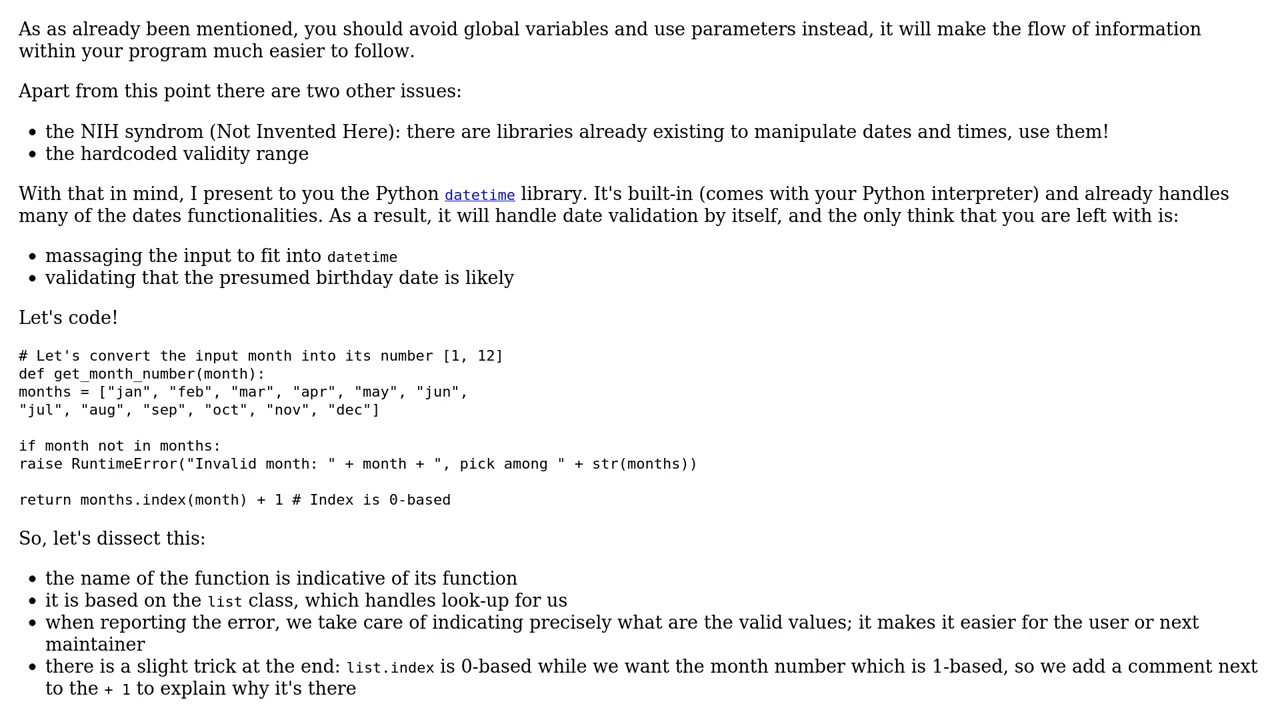 As as already been mentioned, you should avoid global variables and use parameters instead, it will make the flow of information
within your program much easier to follow.
Apart from this point there are two other issues:
• the NIH syndrom (Not Invented Here): there are libraries already existing to manipulate dates and times, use them!
• the hardcoded validity range
With that in mind, I present to you the Python datetime library. It's built-in (comes with your Python interpreter) and already handles
many of the dates functionalities. As a result, it will handle date validation by itself, and the only think that you are left with is:
• massaging the input to fit into datetime
• validating that the presumed birthday date is likely
Let's code!
# Let's convert the input month into its number [1, 12]
def get_month_number(month):
months = ["jan", "feb", "mar", "apr", "may", "jun",
"jul", "aug", "sep", "oct", "nov", "dec"]
if month not in months:
raise RuntimeError("Invalid month: " + month + ", pick among " + str(months))
return months.index(month) + 1 # Index is 0-based
So, let's dissect this:
• the name of the function is indicative of its function
• it is based on the list class, which handles look-up for us
• when reporting the error, we take care of indicating precisely what are the valid values; it makes it easier for the user or next
maintainer
• there is a slight trick at the end: list.index is 0-based while we want the month number which is 1-based, so we add a comment next
to the + 1 to explain why it's there